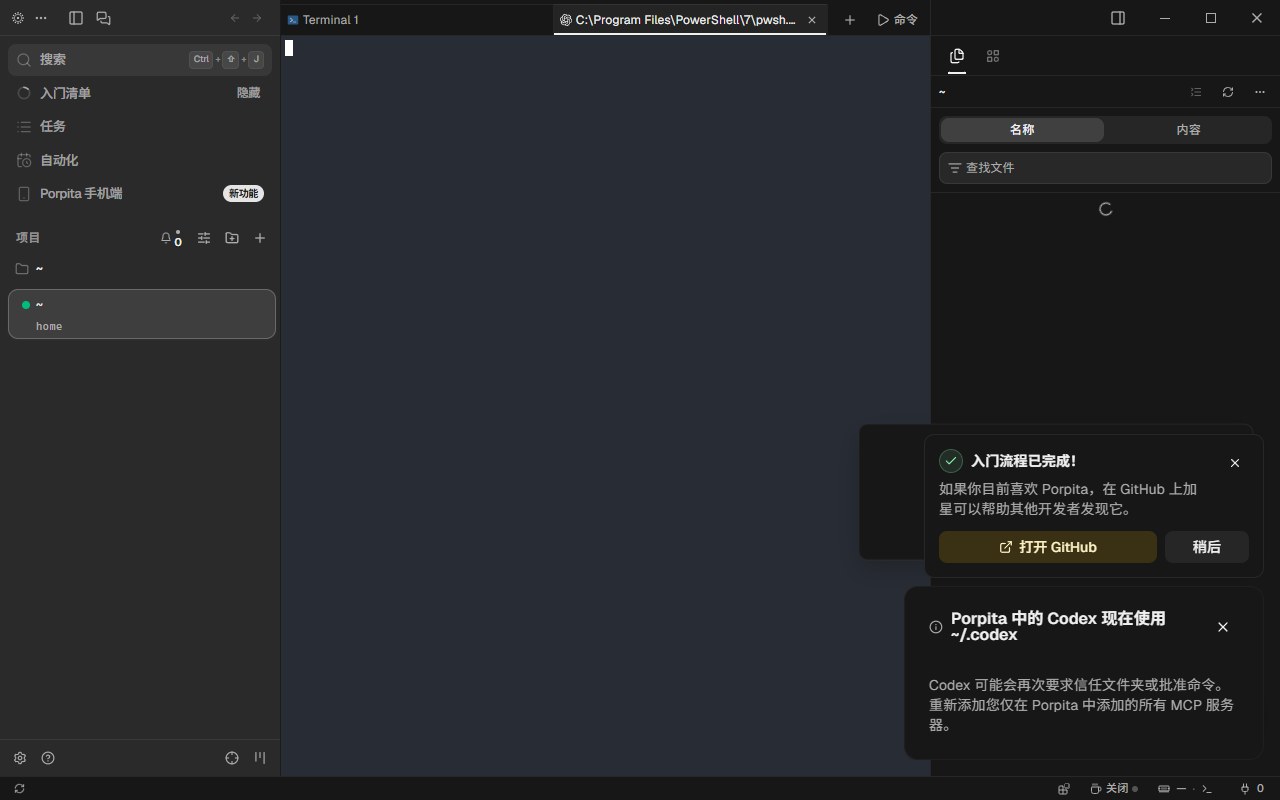 Terminal 1
C:\Program Files\PowerShell\7\pwsh....
命令
搜索
Ctrl + ⇧ + J
入门清单
隐藏
任务
自动化
Porpita 手机端
新功能
项目
0
~
~
home
~
名称
内容
查找文件
入门流程已完成！
如果你目前喜欢 Porpita，在 GitHub 上加
星可以帮助其他开发者发现它。
打开 GitHub
稍后
Porpita 中的 Codex 现在使用
~/.codex
Codex 可能会再次要求信任文件夹或批准命令。
重新添加您仅在 Porpita 中添加的所有 MCP 服务
器。
关闭
— ·
0